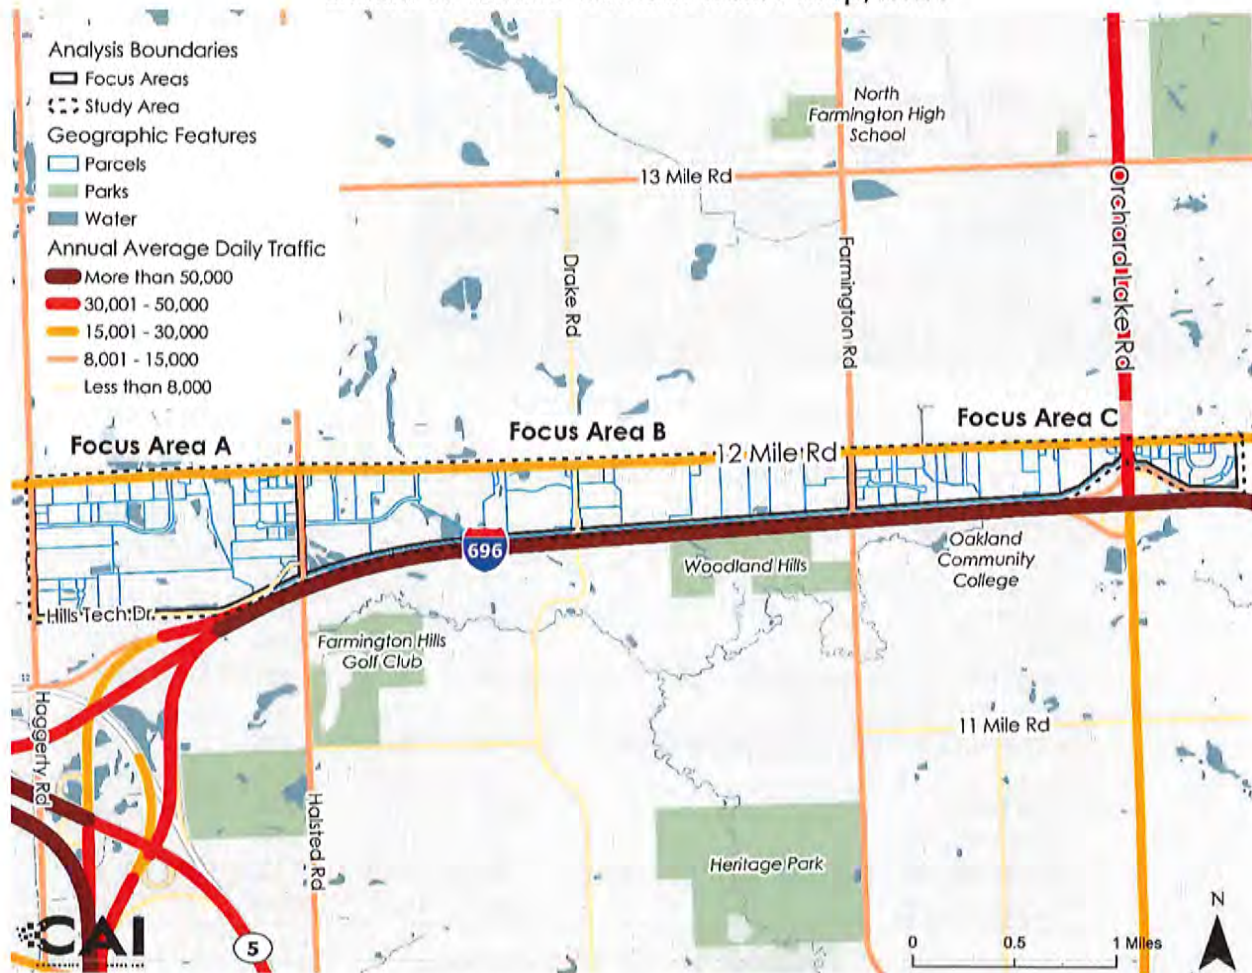 Analysis Boundaries
Focus Areas
Study Area
Geographic Features
Parcels
Parks
Water
Annual Average Daily Traffic
More than 50,000
30,001 - 50,000
15,001 - 30,000
8,001 - 15,000
Less than 8,000
North
Farmington High
School
13 Mile Rd
Orchard Lake Rd
Drake Rd
Farmington Rd
Focus Area A
Focus Area B
Focus Area C
12 Mile Rd
696
Hills Tech Dr
Woodland Hills
Oakland
Community
College
Farmington Hills
Golf Club
11 Mile Rd
Haggerty Rd
Halsted Rd
Heritage Park
CAI
5
N
0 0.5 1 Miles